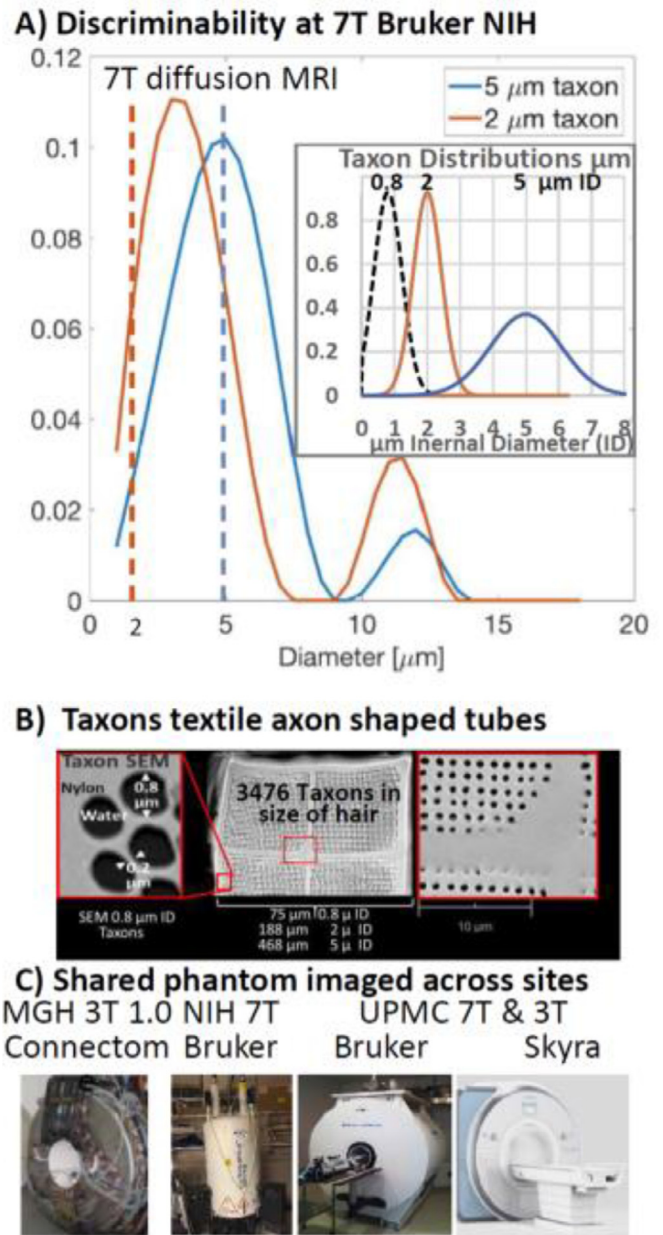 A) Discriminability at 7T Bruker NIH
0.12
7T diffusion MRI
5 μm taxon
2 μm taxon
0.1
0.08
0.06
0.04
0.02
0
Taxon Distributions μm
0.8 2 5 μm ID
0.8
0.6
0.4
0.2
0
0 1 2 3 4 5 6 7 8
μm Inernal Diameter (ID)
0 2 5 10 15 20
Diameter [μm]
B) Taxons textile axon shaped tubes
Taxon SEM
Nylon
0.8
μm
Water
0.2
μm
3476 Taxons in
size of hair
SEM 0.8 μm ID
Taxons
75 μm 0.8 μ ID
188 μm 2 μ ID
468 μm 5 μ ID
10 μm
C) Shared phantom imaged across sites
MGH 3T 1.0 NIH 7T UPMC 7T & 3T
Connectom Bruker Bruker Skyra